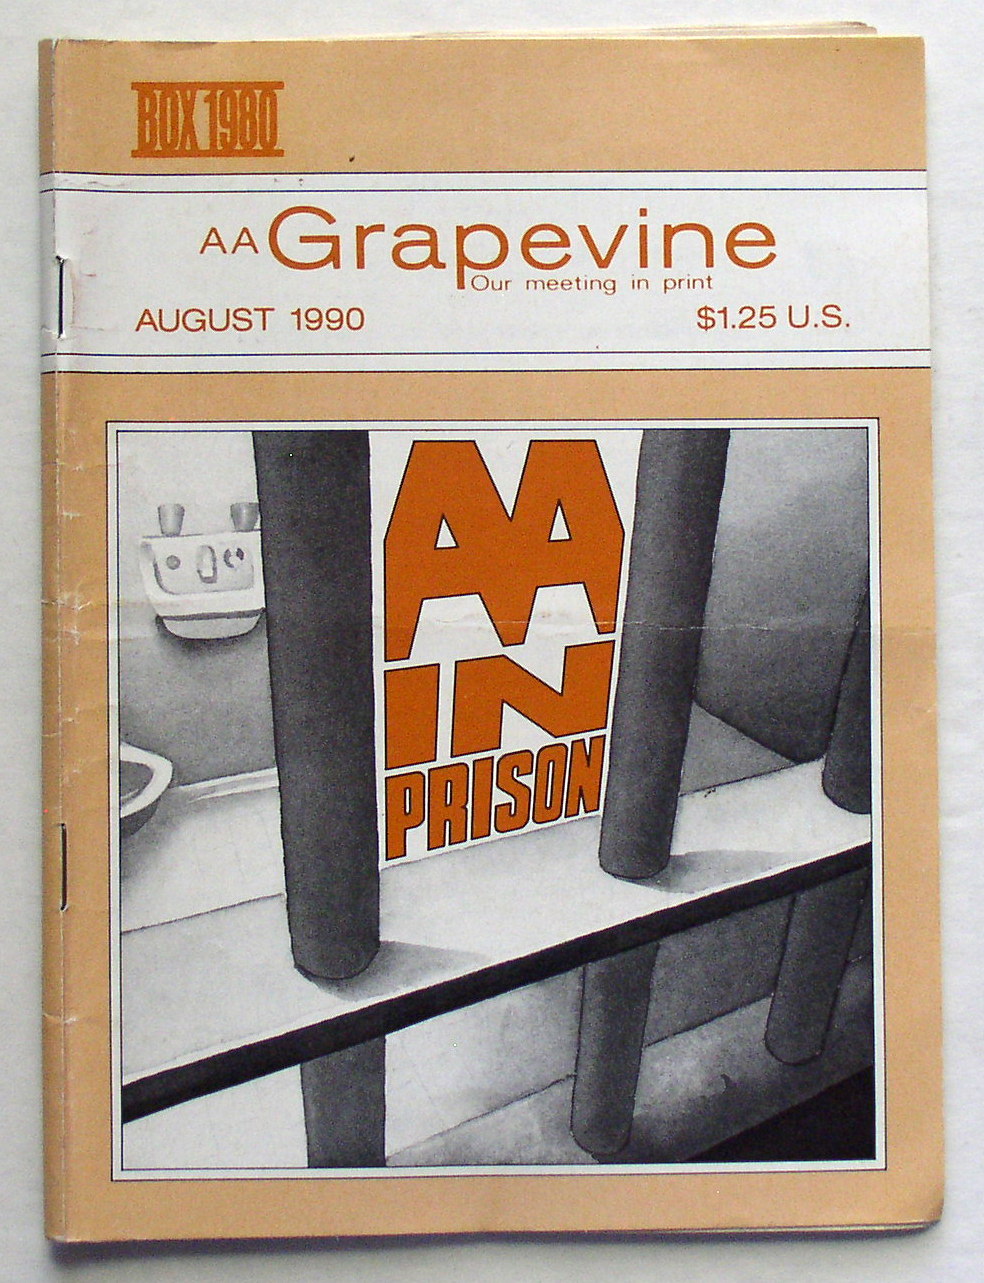 BOX 1980
AA Grapevine
Our meeting in print
AUGUST 1990 $1.25 U.S.
AA
IN
PRISON